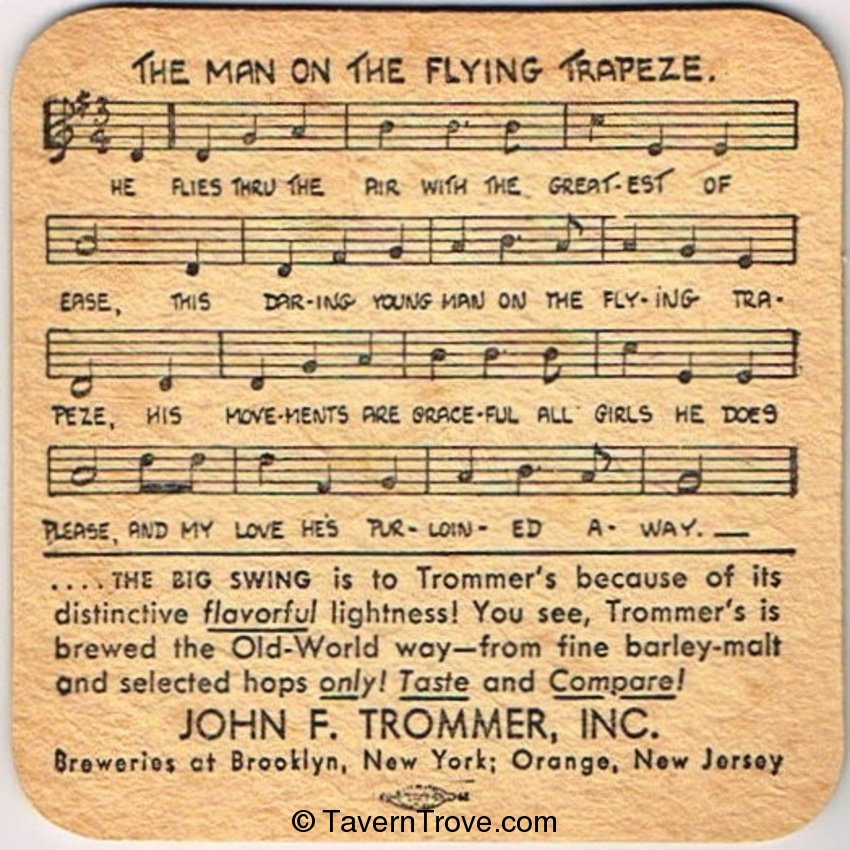 THE MAN ON THE FLYING TRAPEZE.
3
4
HE FLIES THRU THE AIR WITH THE GREAT-EST OF
EASE, THIS DAR-ING YOUNG MAN ON THE FLY-ING TRA-
PEZE, HIS MOVE-MENTS ARE GRACE-FUL ALL GIRLS HE DOES
PLEASE, AND MY LOVE HE'S PUR-LOIN-ED A-WAY. —
....THE BIG SWING is to Trommer's because of its
distinctive flavorful lightness! You see, Trommer's is
brewed the Old-World way—from fine barley-malt
and selected hops only! Taste and Compare!
JOHN F. TROMMER, INC.
Breweries at Brooklyn, New York; Orange, New Jersey
© TavernTrove.com